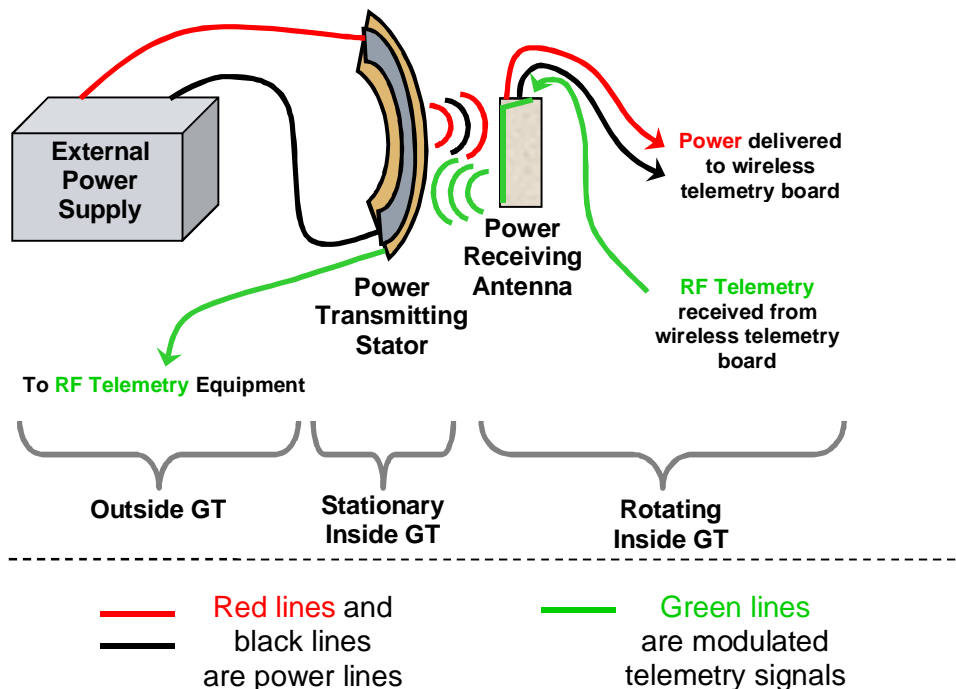 External
Power
Supply
Power delivered
to wireless
telemetry board
Power
Receiving
Antenna
Power
Transmitting
Stator
RF Telemetry
received from
wireless telemetry
board
To RF Telemetry Equipment
Outside GT
Stationary
Inside GT
Rotating
Inside GT
Red lines and
black lines
are power lines
Green lines
are modulated
telemetry signals